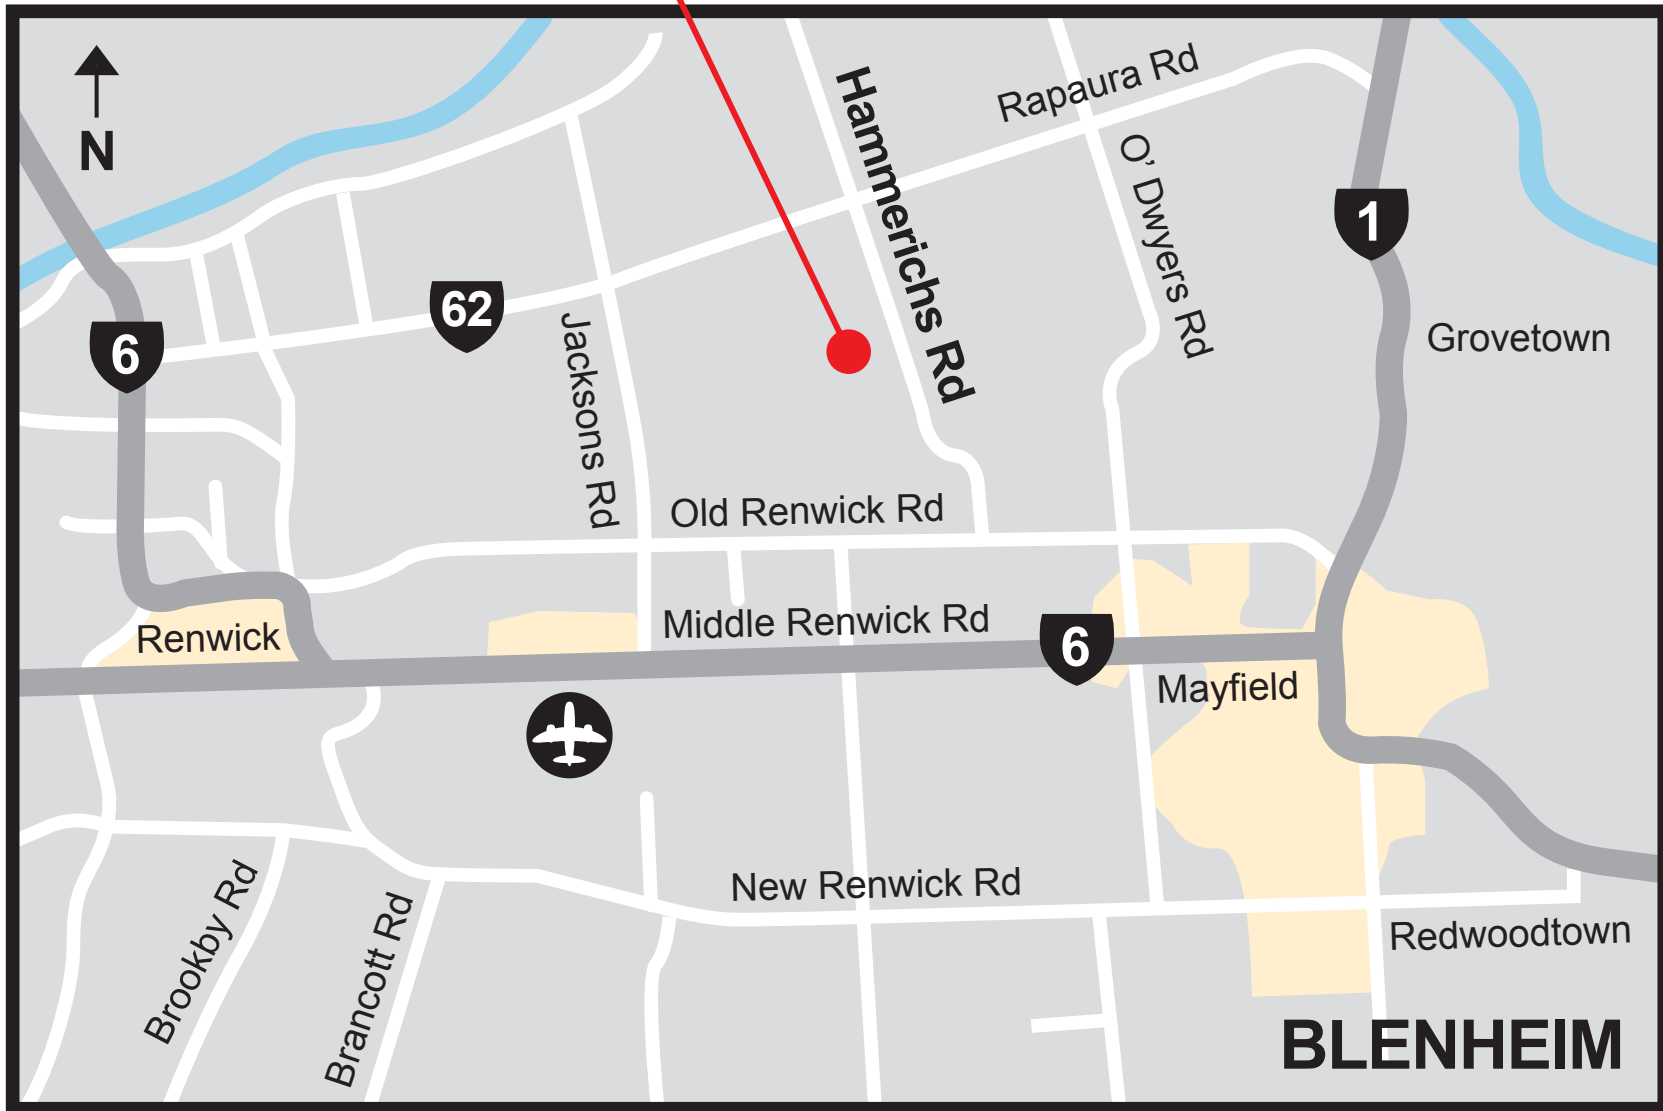 N
Hammerichs Rd
Rapaura Rd
O' Dwyers Rd
1
62
6
Jacksons Rd
Grovetown
Old Renwick Rd
Middle Renwick Rd
6
Renwick
Mayfield
New Renwick Rd
Brookby Rd
Brancott Rd
Redwoodtown
BLENHEIM